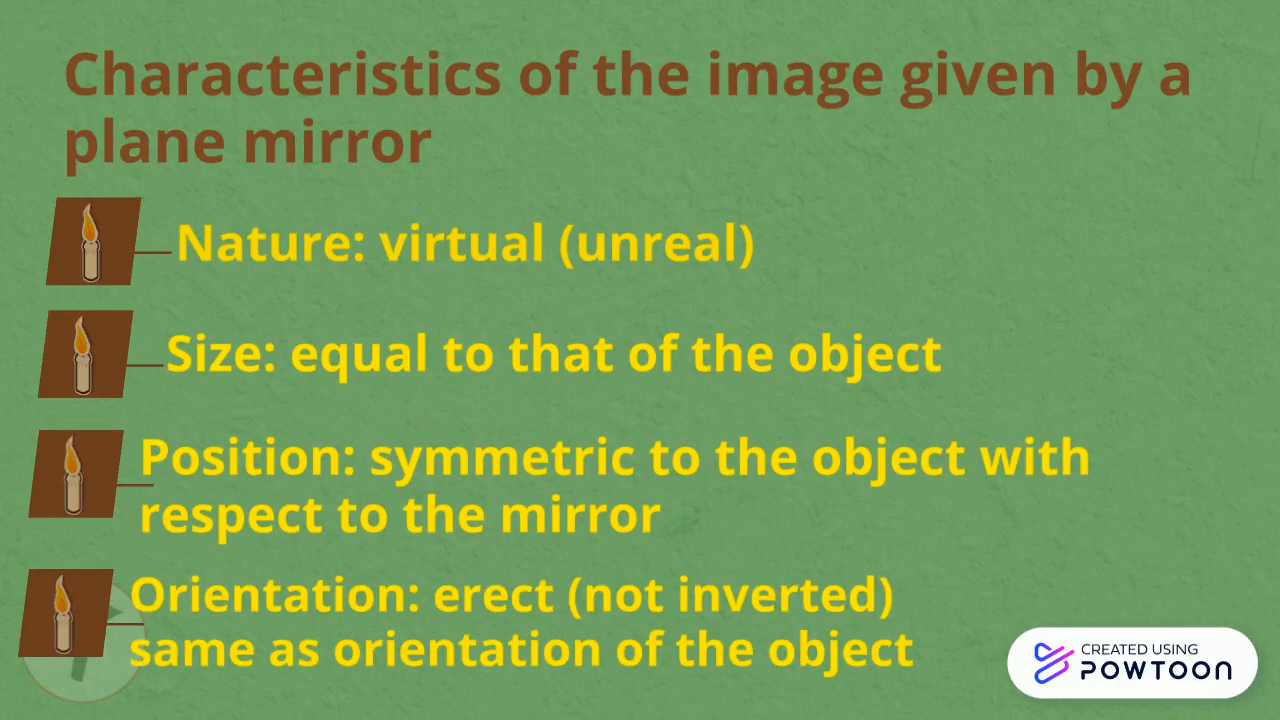 Characteristics of the image given by a
plane mirror
Nature: virtual (unreal)
Size: equal to that of the object
Position: symmetric to the object with
respect to the mirror
Orientation: erect (not inverted)
same as orientation of the object
CREATED USING
POWTOON